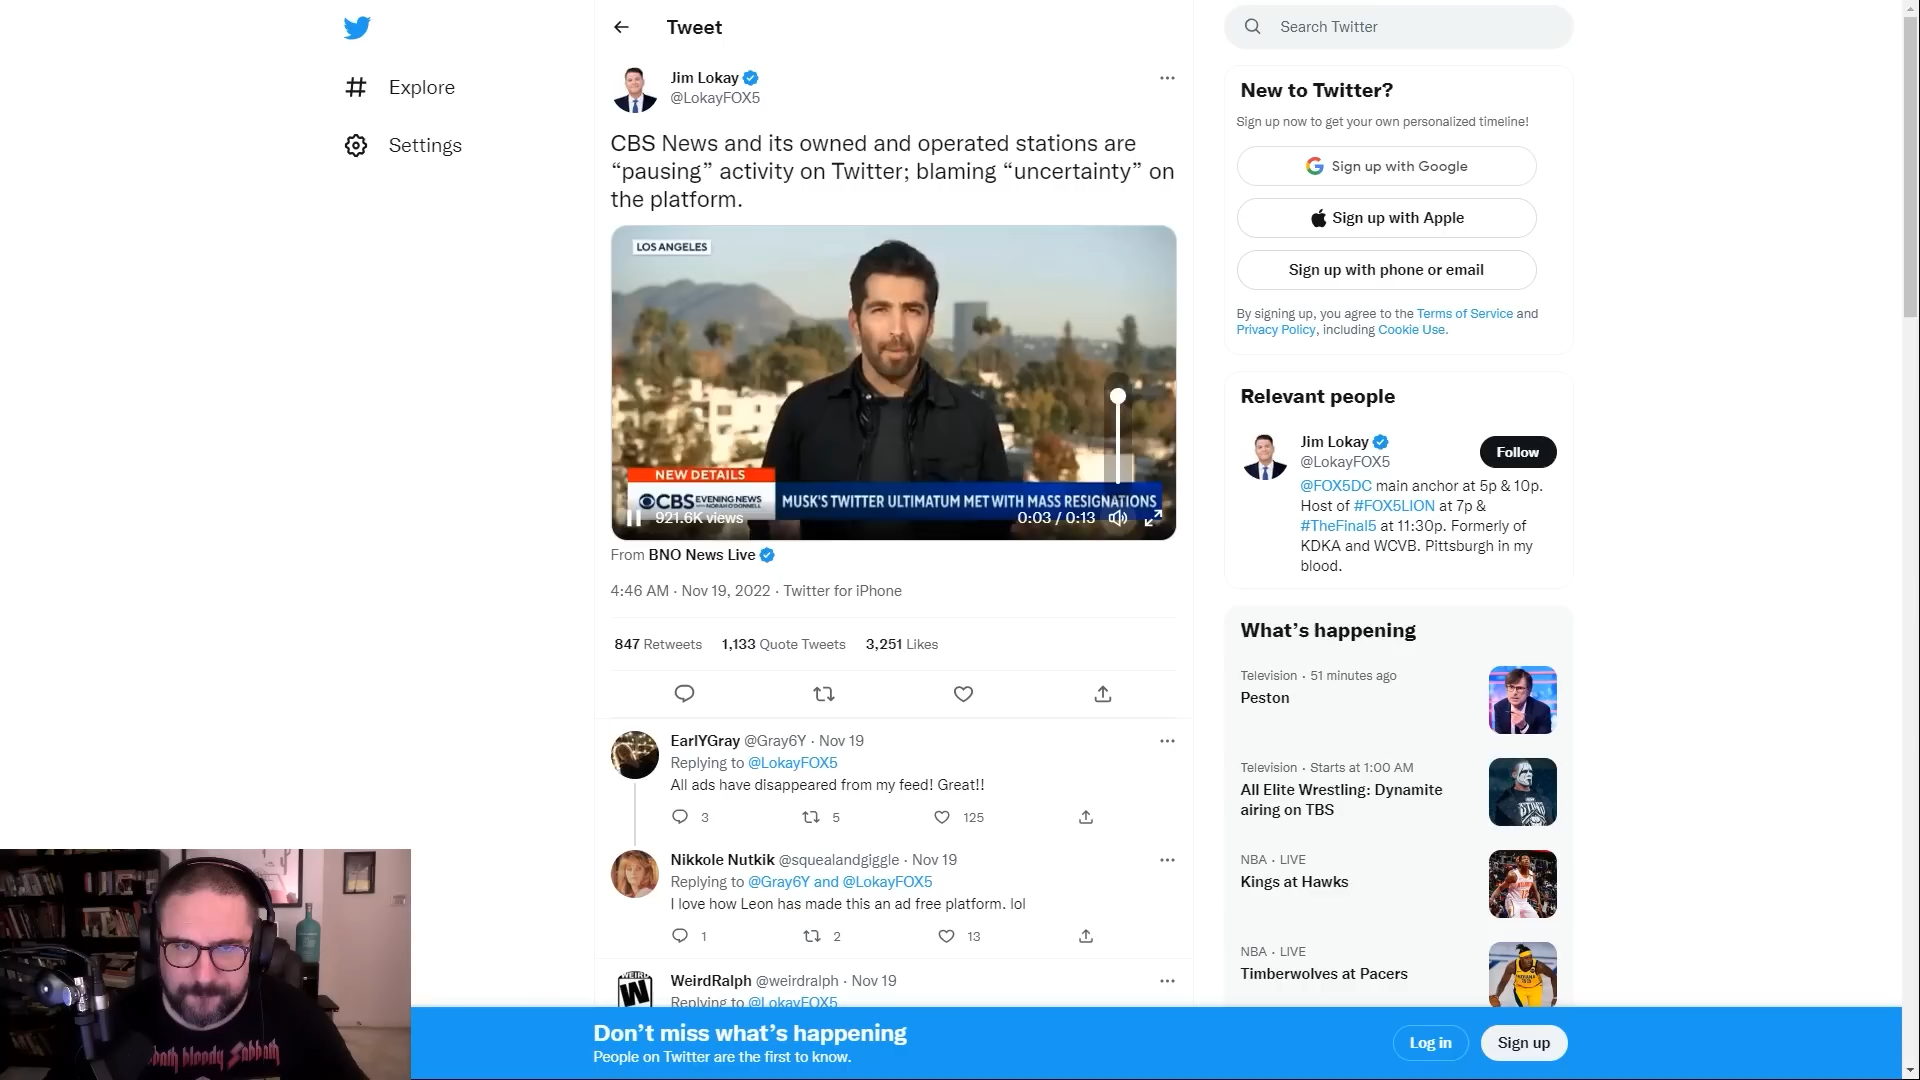 Explore
Settings
Tweet
Jim Lokay
@LokayFOX5
CBS News and its owned and operated stations are
“pausing” activity on Twitter; blaming “uncertainty” on
the platform.
LOS ANGELES
NEW DETAILS
CBS EVENING NEWS
WITH NORAH O'DONNELL
MUSK'S TWITTER ULTIMATUM MET WITH MASS RESIGNATIONS
921.6K views
0:03 / 0:13
From BNO News Live
4:46 AM · Nov 19, 2022 · Twitter for iPhone
847 Retweets 1,133 Quote Tweets 3,251 Likes
EarlYGray @Gray6Y · Nov 19
Replying to @LokayFOX5
All ads have disappeared from my feed! Great!!
3 5 125
Nikkole Nutkik @squealandgiggle · Nov 19
Replying to @Gray6Y and @LokayFOX5
I love how Leon has made this an ad free platform. lol
1 2 13
WEIRD
W
WeirdRalph @weirdralph · Nov 19
Replying to @LokayFOX5
Search Twitter
New to Twitter?
Sign up now to get your own personalized timeline!
Sign up with Google
Sign up with Apple
Sign up with phone or email
By signing up, you agree to the Terms of Service and
Privacy Policy, including Cookie Use.
Relevant people
Jim Lokay
@LokayFOX5
Follow
@FOX5DC main anchor at 5p & 10p.
Host of #FOX5LION at 7p &
#TheFinal5 at 11:30p. Formerly of
KDKA and WCVB. Pittsburgh in my
blood.
What’s happening
Television · 51 minutes ago
Peston
Television · Starts at 1:00 AM
All Elite Wrestling: Dynamite
airing on TBS
NBA · LIVE
Kings at Hawks
NBA · LIVE
Timberwolves at Pacers
Don’t miss what’s happening
People on Twitter are the first to know.
Log in
Sign up
bloody Sabbath